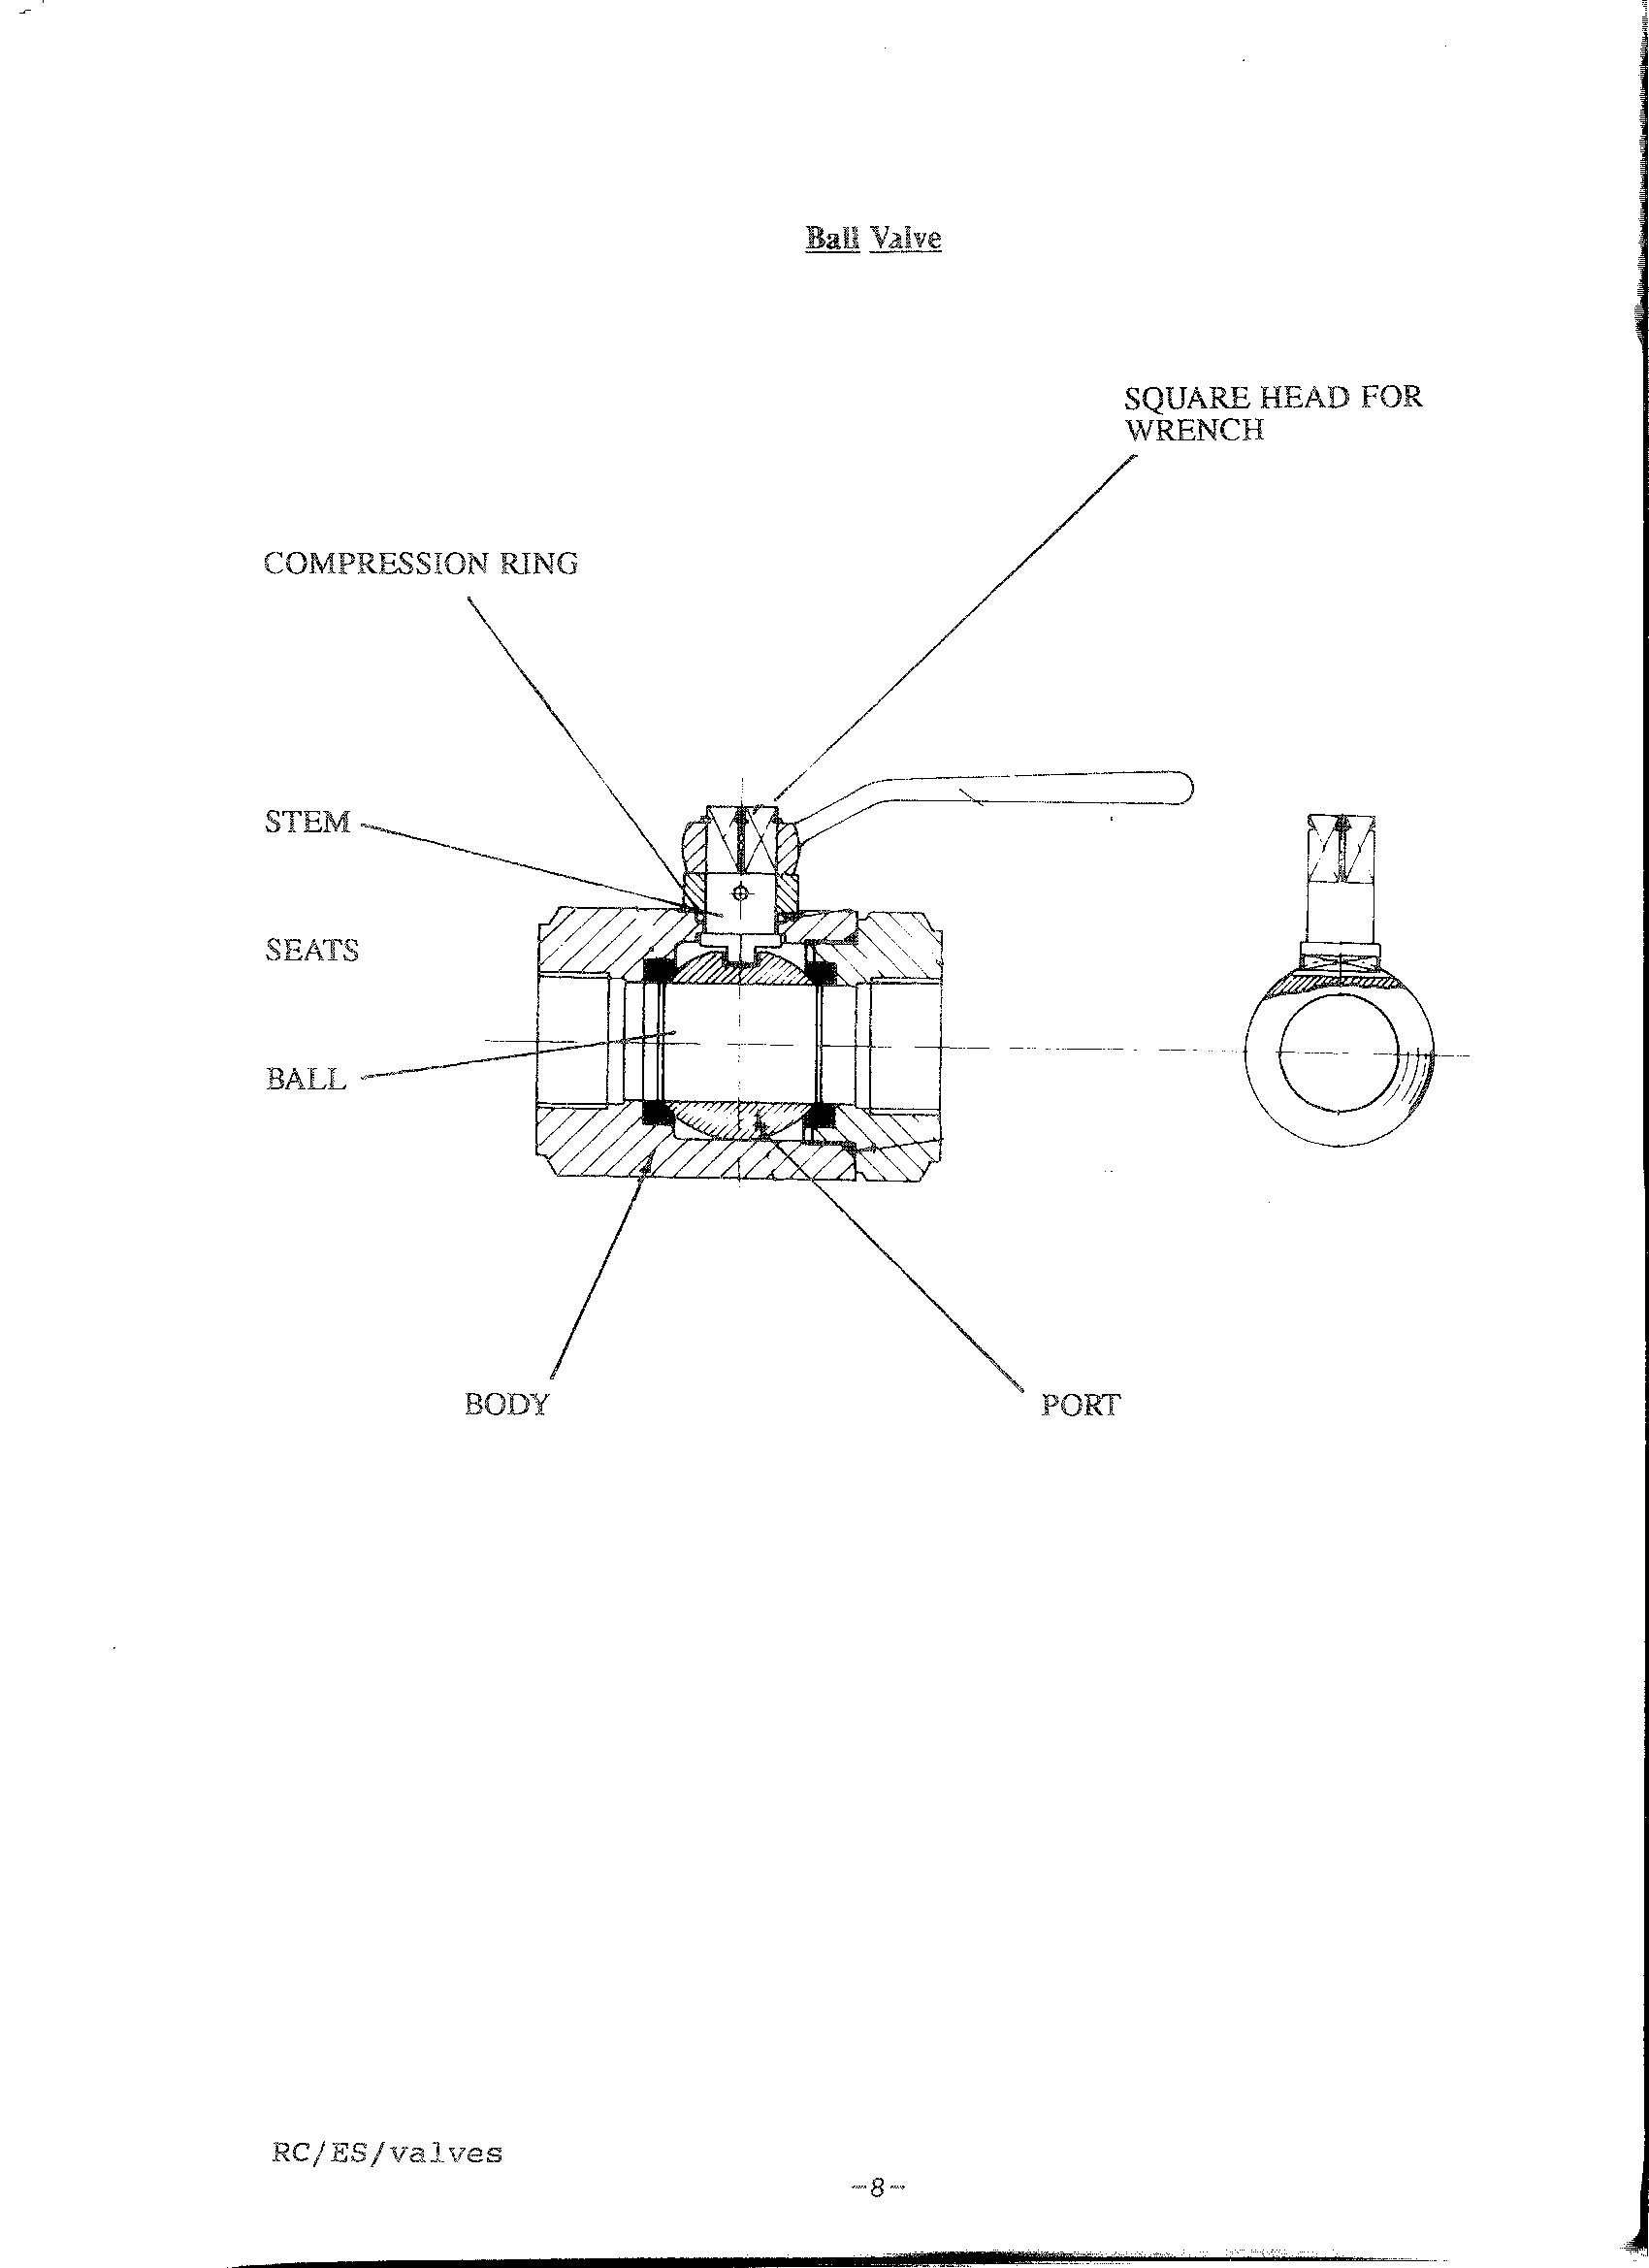 Ball Valve
SQUARE HEAD FOR
WRENCH
COMPRESSION RING
STEM
SEATS
BALL
BODY
PORT
RC/ES/valves
-8-